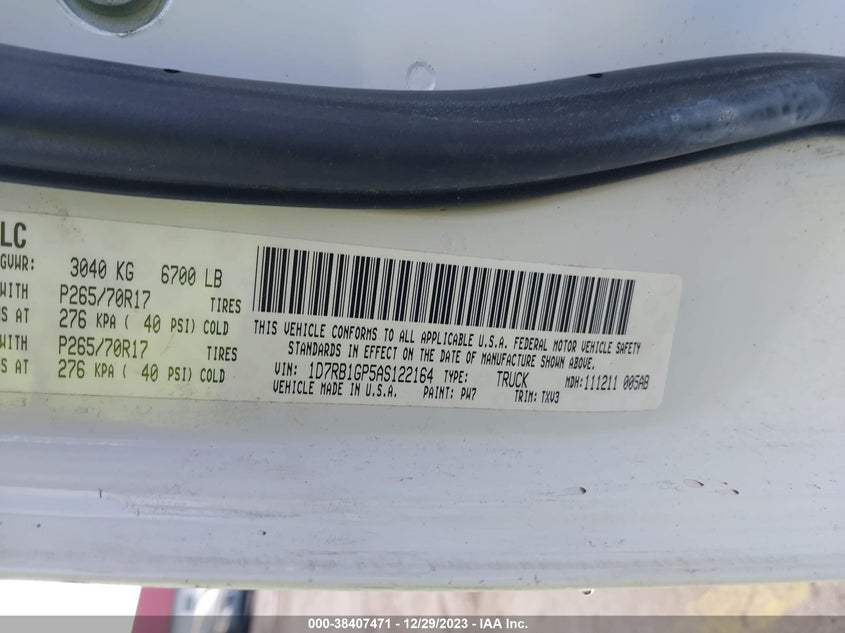 LC
GVWR: 3040 KG 6700 LB
WITH P265/70R17 TIRES
S AT 276 KPA ( 40 PSI) COLD
WITH P265/70R17 TIRES
S AT 276 KPA ( 40 PSI) COLD
THIS VEHICLE CONFORMS TO ALL APPLICABLE U.S.A. FEDERAL MOTOR VEHICLE SAFETY
STANDARDS IN EFFECT ON THE DATE OF MANUFACTURE SHOWN ABOVE.
VIN: 1D7RB1GP5AS122164 TYPE: TRUCK MDH:111211 005AB
VEHICLE MADE IN U.S.A. PAINT: PW7 TRIM: TXV3
000-38407471 - 12/29/2023 - IAA Inc.